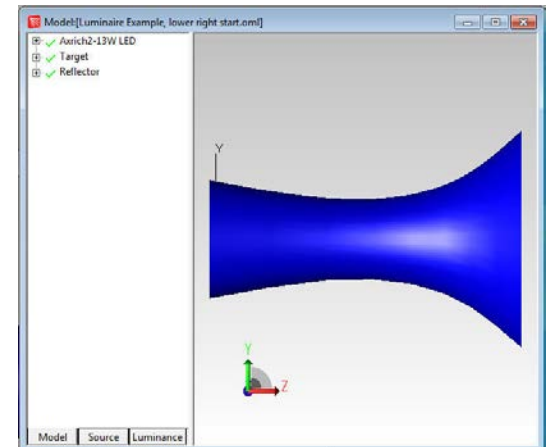 Model:[Luminaire Example, lower right start.oml]
Axrich2-13W LED
Target
Reflector
Y
Y
Z
Model Source Luminance